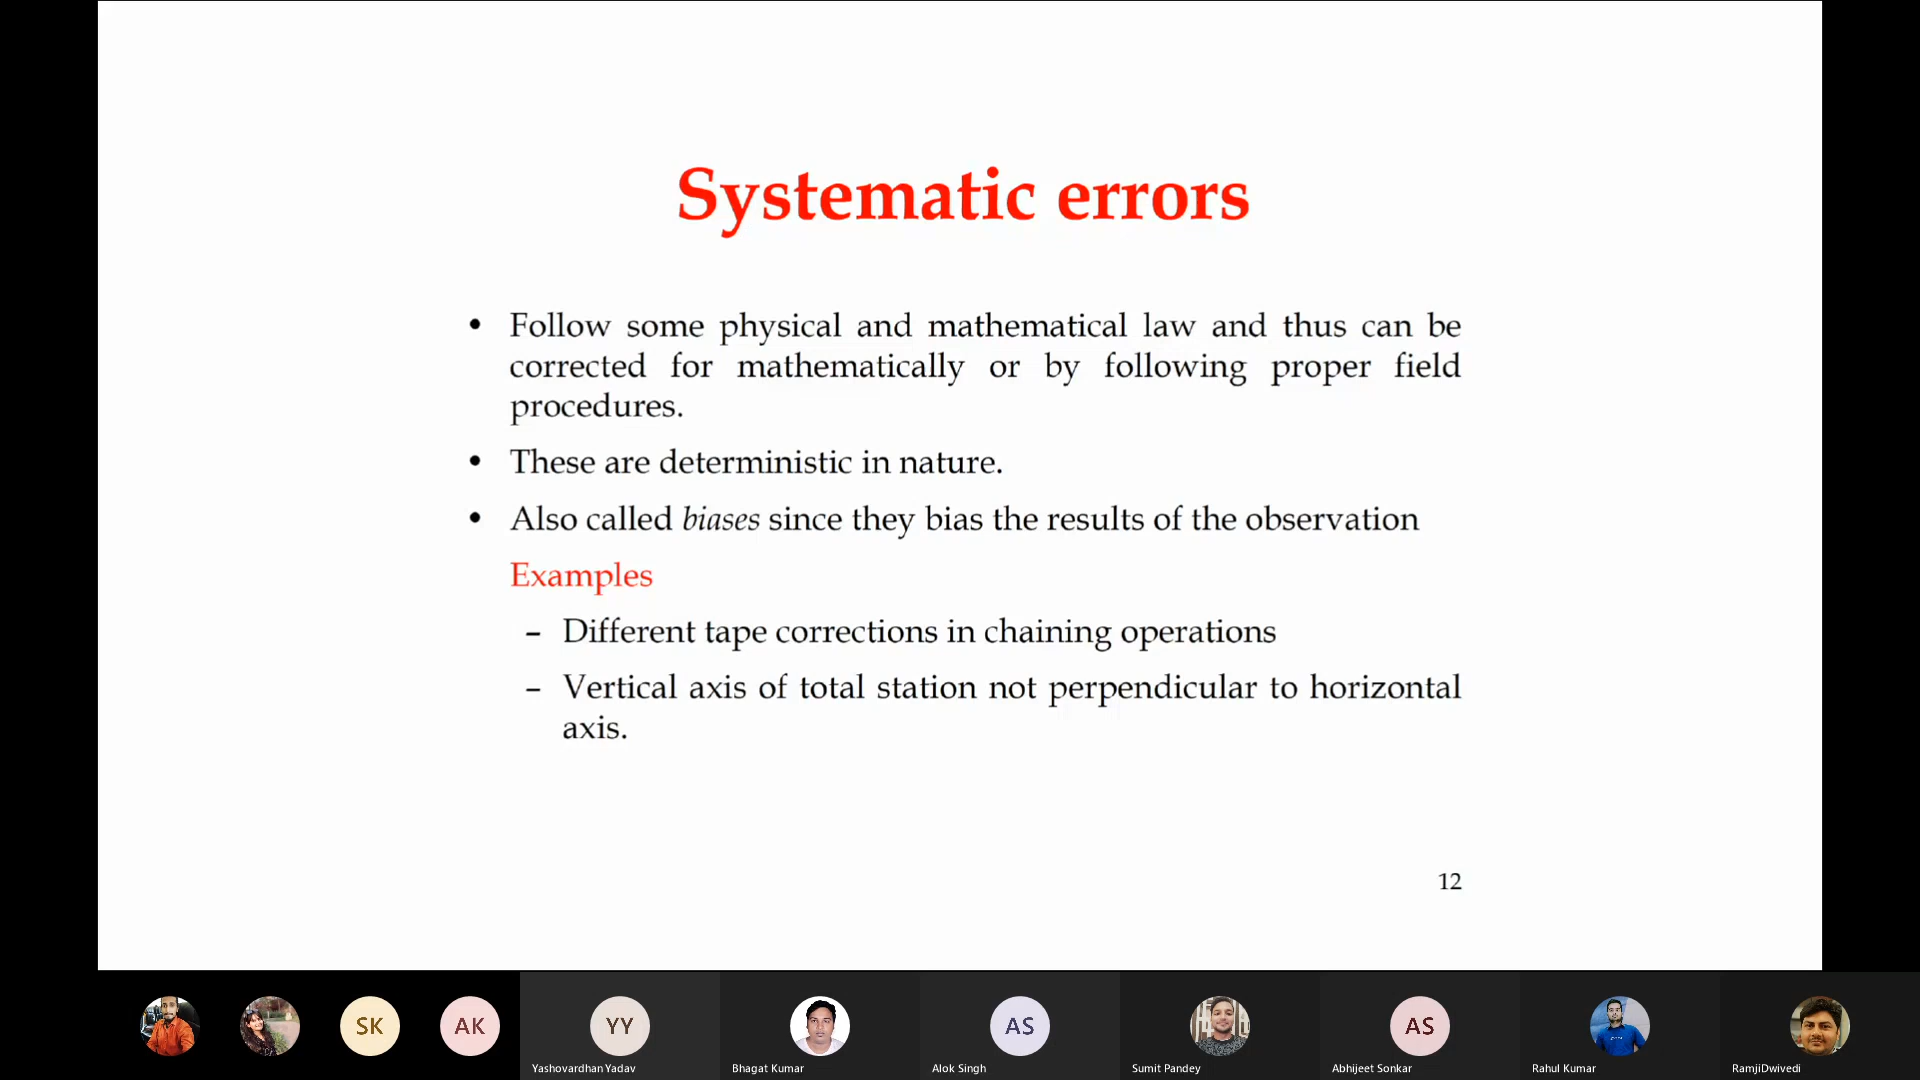 Systematic errors
• Follow some physical and mathematical law and thus can be
corrected for mathematically or by following proper field
procedures.
• These are deterministic in nature.
• Also called biases since they bias the results of the observation
Examples
– Different tape corrections in chaining operations
– Vertical axis of total station not perpendicular to horizontal
axis.
12
SK AK YY AS AS
Yashovardhan Yadav Bhagat Kumar Alok Singh Sumit Pandey Abhijeet Sonkar Rahul Kumar RamjiDwivedi